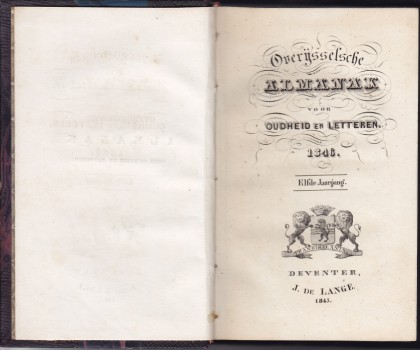 Overijsselsche
ALMANAK
VOOR
OUDHEID EN LETTEREN.
1846.
Elfde Jaargang.
DEVENTER,
J. DE LANGE.
1845.